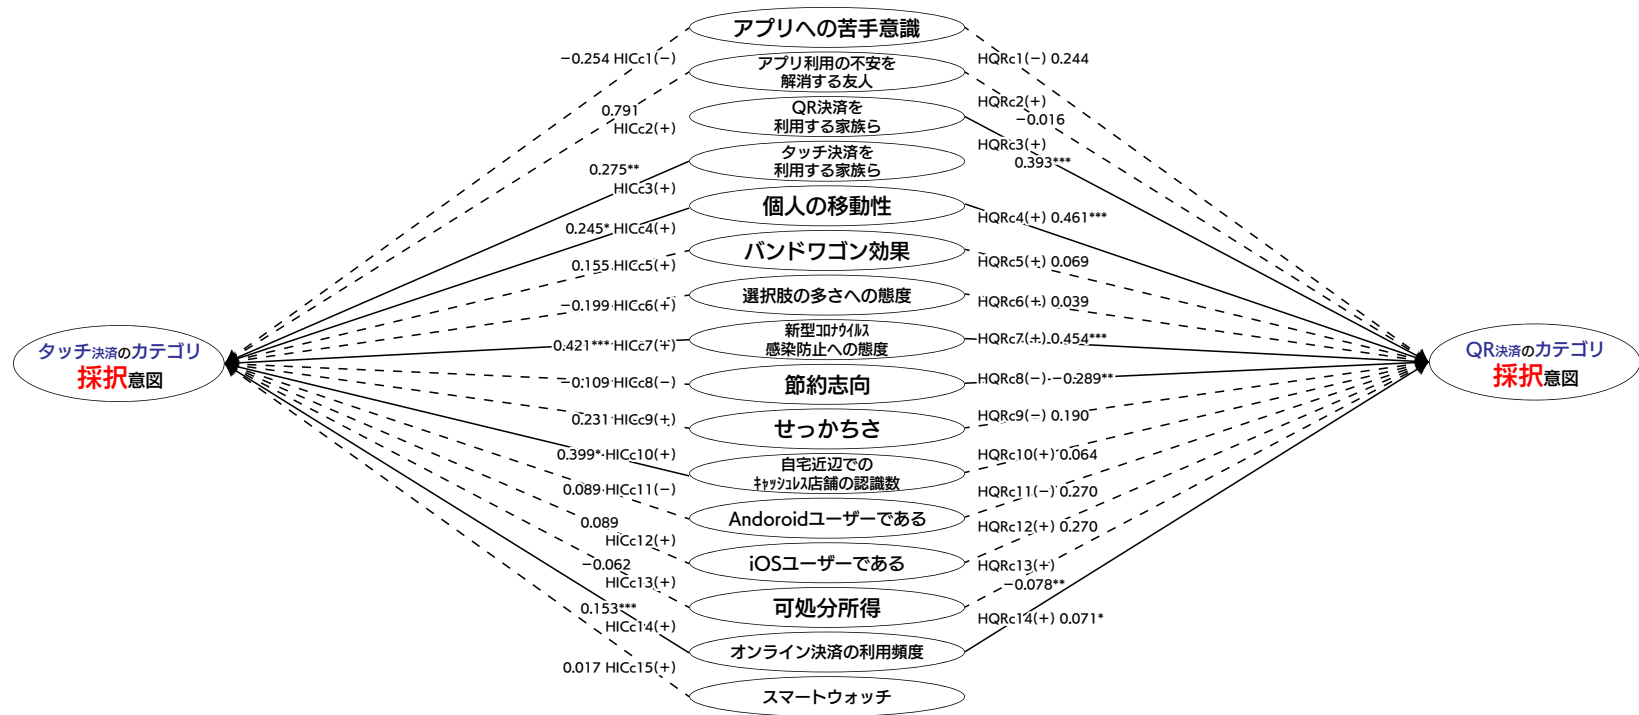 アプリへの苦手意識
−0.254 HICc1(−)
HQRc1(−) 0.244
アプリ利用の不安を
解消する友人
0.791
HICc2(+)
HQRc2(+)
−0.016
QR決済を
利用する家族ら
HQRc3(+)
0.393***
タッチ決済を
利用する家族ら
0.275**
HICc3(+)
個人の移動性
0.245* HICc4(+)
HQRc4(+) 0.461***
バンドワゴン効果
0.155 HICc5(+)
HQRc5(+) 0.069
選択肢の多さへの態度
−0.199 HICc6(+)
HQRc6(+) 0.039
新型コロナウイルス
感染防止への態度
0.421*** HICc7(+)
HQRc7(+) 0.454***
タッチ決済のカテゴリ
採択意図
QR決済のカテゴリ
採択意図
節約志向
−0.109 HICc8(−)
HQRc8(−) −0.289**
せっかちさ
0.231 HICc9(+)
HQRc9(−) 0.190
自宅近辺での
キャッシュレス店舗の認識数
0.399* HICc10(+)
HQRc10(+) 0.064
Andoroidユーザーである
0.089 HICc11(−)
HQRc11(−) 0.270
iOSユーザーである
0.089
HICc12(+)
HQRc12(+) 0.270
可処分所得
−0.062
HICc13(+)
HQRc13(+)
−0.078**
オンライン決済の利用頻度
0.153***
HICc14(+)
HQRc14(+) 0.071*
スマートウォッチ
0.017 HICc15(+)